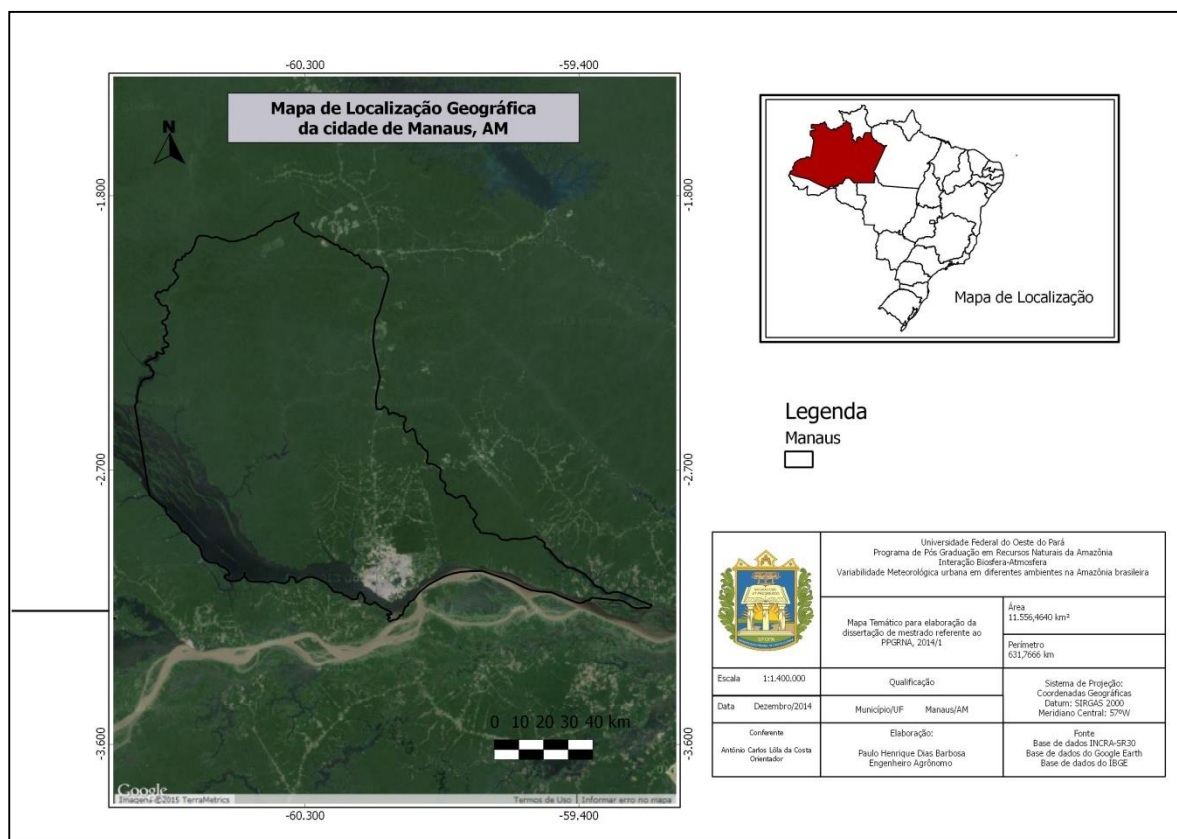 -60.300
-59.400
Mapa de Localização Geográfica
da cidade de Manaus, AM
N
-1.800
-1.800
-2.700
-2.700
-3.600
-3.600
0 10 20 30 40 km
Google
Imagens ©2015 TerraMetrics
Termos de Uso
Informar erro no mapa
-60.300
-59.400
Mapa de Localização
Legenda
Manaus
Universidade Federal do Oeste do Pará
Programa de Pós Graduação em Recursos Naturais da Amazônia
Interação Biosfera-Atmosfera
Variabilidade Meteorológica urbana em diferentes ambientes na Amazônia brasileira
Mapa Temático para elaboração da
dissertação de mestrado referente ao
PPGRNA, 2014/1
Área
11.556,4640 km²
Perímetro
631,7666 km
Escala 1:1.400.000
Qualificação
Sistema de Projeção:
Coordenadas Geográficas
Datum: SIRGAS 2000
Meridiano Central: 57ºW
Data Dezembro/2014
Município/UF Manaus/AM
Conferente
Antônio Carlos Lôla da Costa
Orientador
Elaboração:
Paulo Henrique Dias Barbosa
Engenheiro Agrônomo
Fonte
Base de dados INCRA-SR30
Base de dados do Google Earth
Base de dados do IBGE